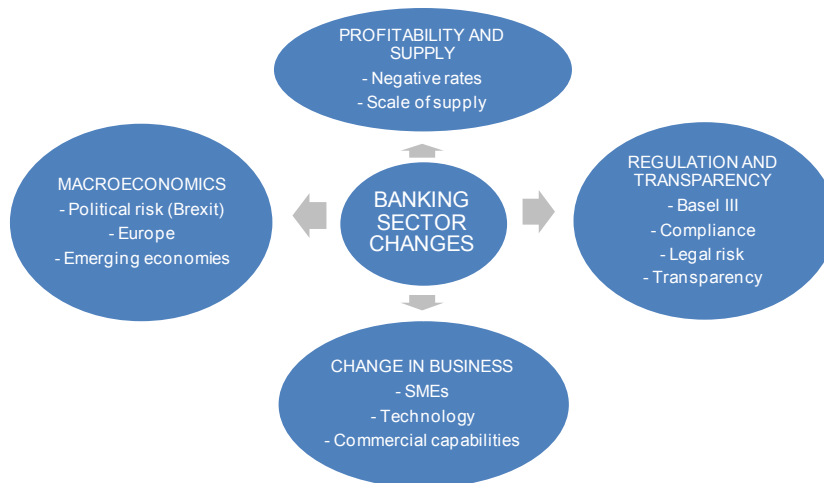 PROFITABILITY AND
SUPPLY
- Negative rates
- Scale of supply
MACROECONOMICS
- Political risk (Brexit)
- Europe
- Emerging economies
BANKING
SECTOR
CHANGES
REGULATION AND
TRANSPARENCY
- Basel III
- Compliance
- Legal risk
- Transparency
CHANGE IN BUSINESS
- SMEs
- Technology
- Commercial capabilities